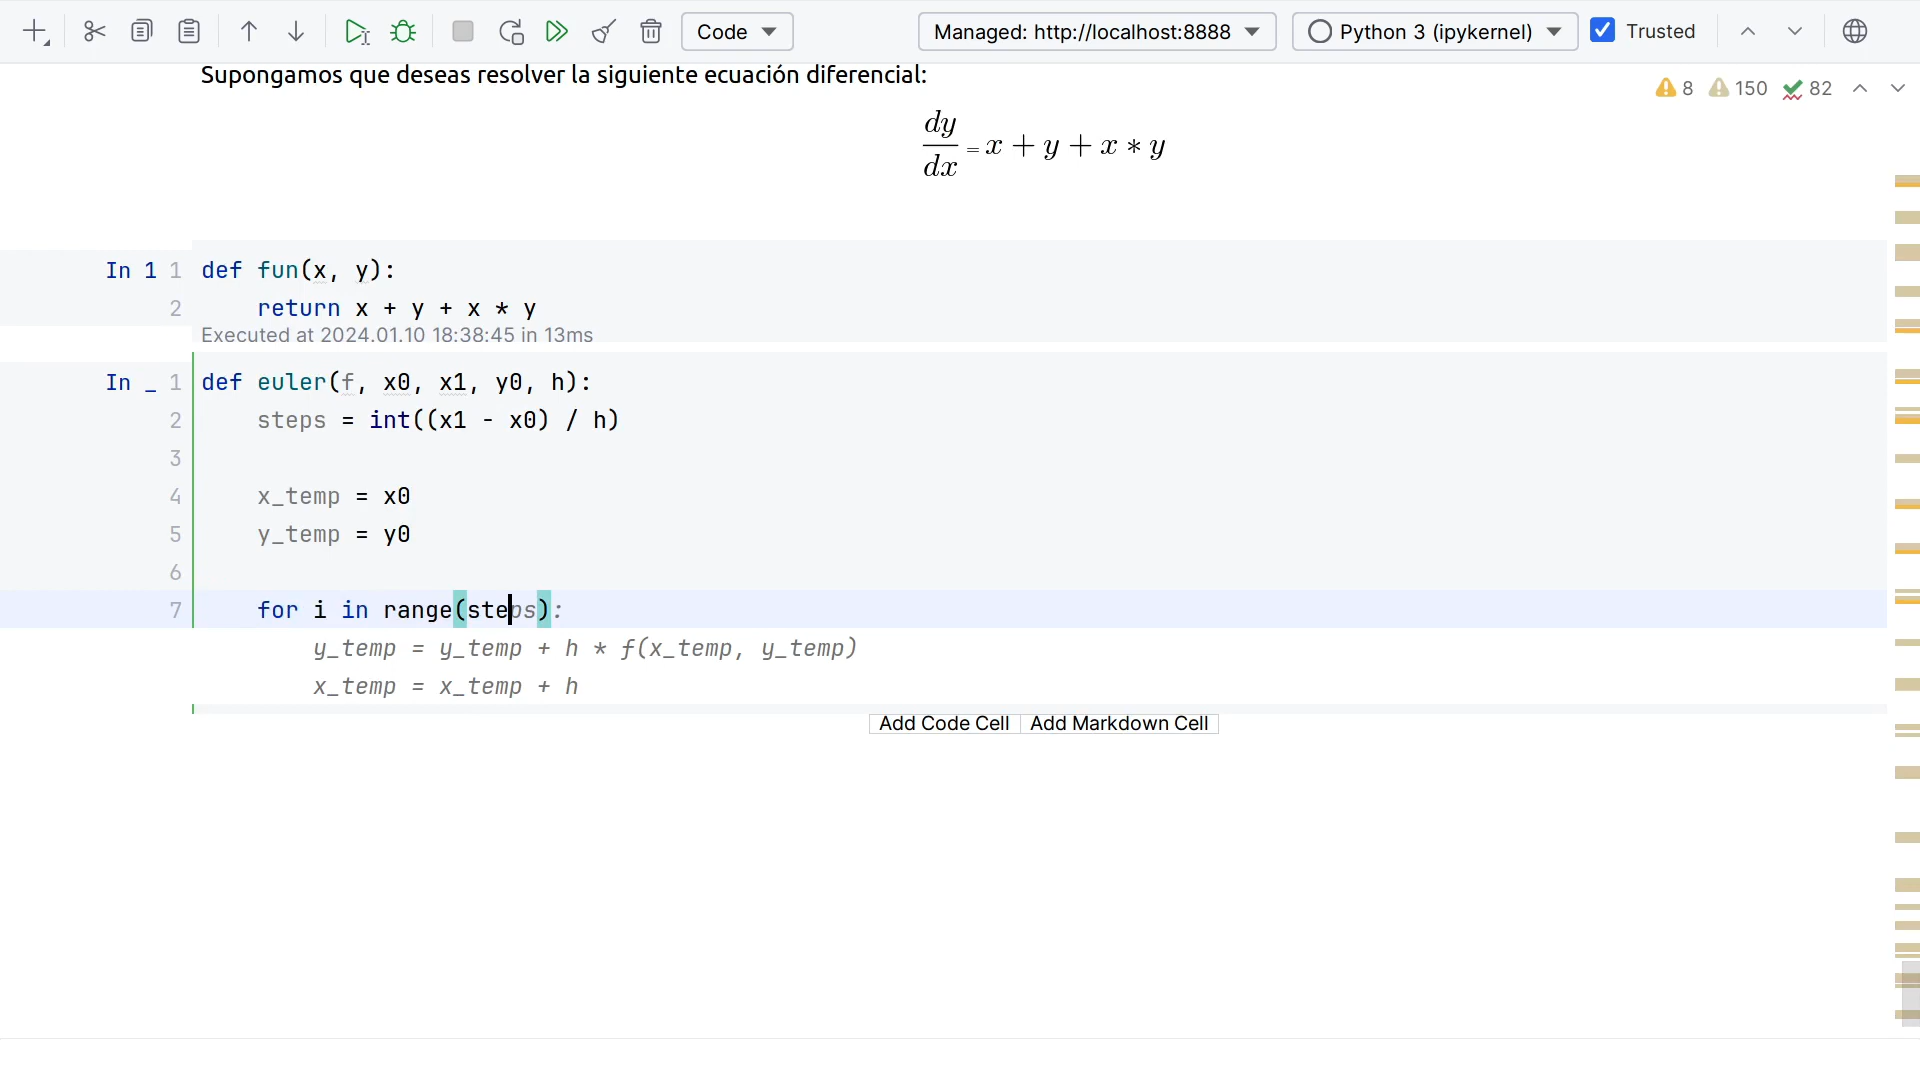 Code Managed: http://localhost:8888 Python 3 (ipykernel) Trusted
Supongamos que deseas resolver la siguiente ecuación diferencial:
8 150 82
dy
dx = x + y + x * y
In 1 1 def fun(x, y):
2 return x + y + x * y
Executed at 2024.01.10 18:38:45 in 13ms
In _ 1 def euler(f, x0, x1, y0, h):
2 steps = int((x1 - x0) / h)
3
4 x_temp = x0
5 y_temp = y0
6
7 for i in range(steps):
y_temp = y_temp + h * f(x_temp, y_temp)
x_temp = x_temp + h
Add Code Cell Add Markdown Cell